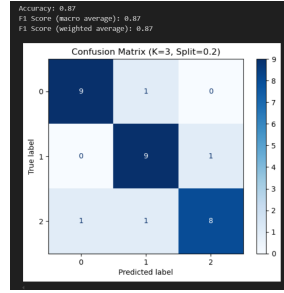 Accuracy: 0.87
F1 Score (macro average): 0.87
F1 Score (weighted average): 0.87
Confusion Matrix (K=3, Split=0.2)
0 9 1 0
1 0 9 1
2 1 1 8
0 1 2
True label
Predicted label
9
8
7
6
5
4
3
2
1
0